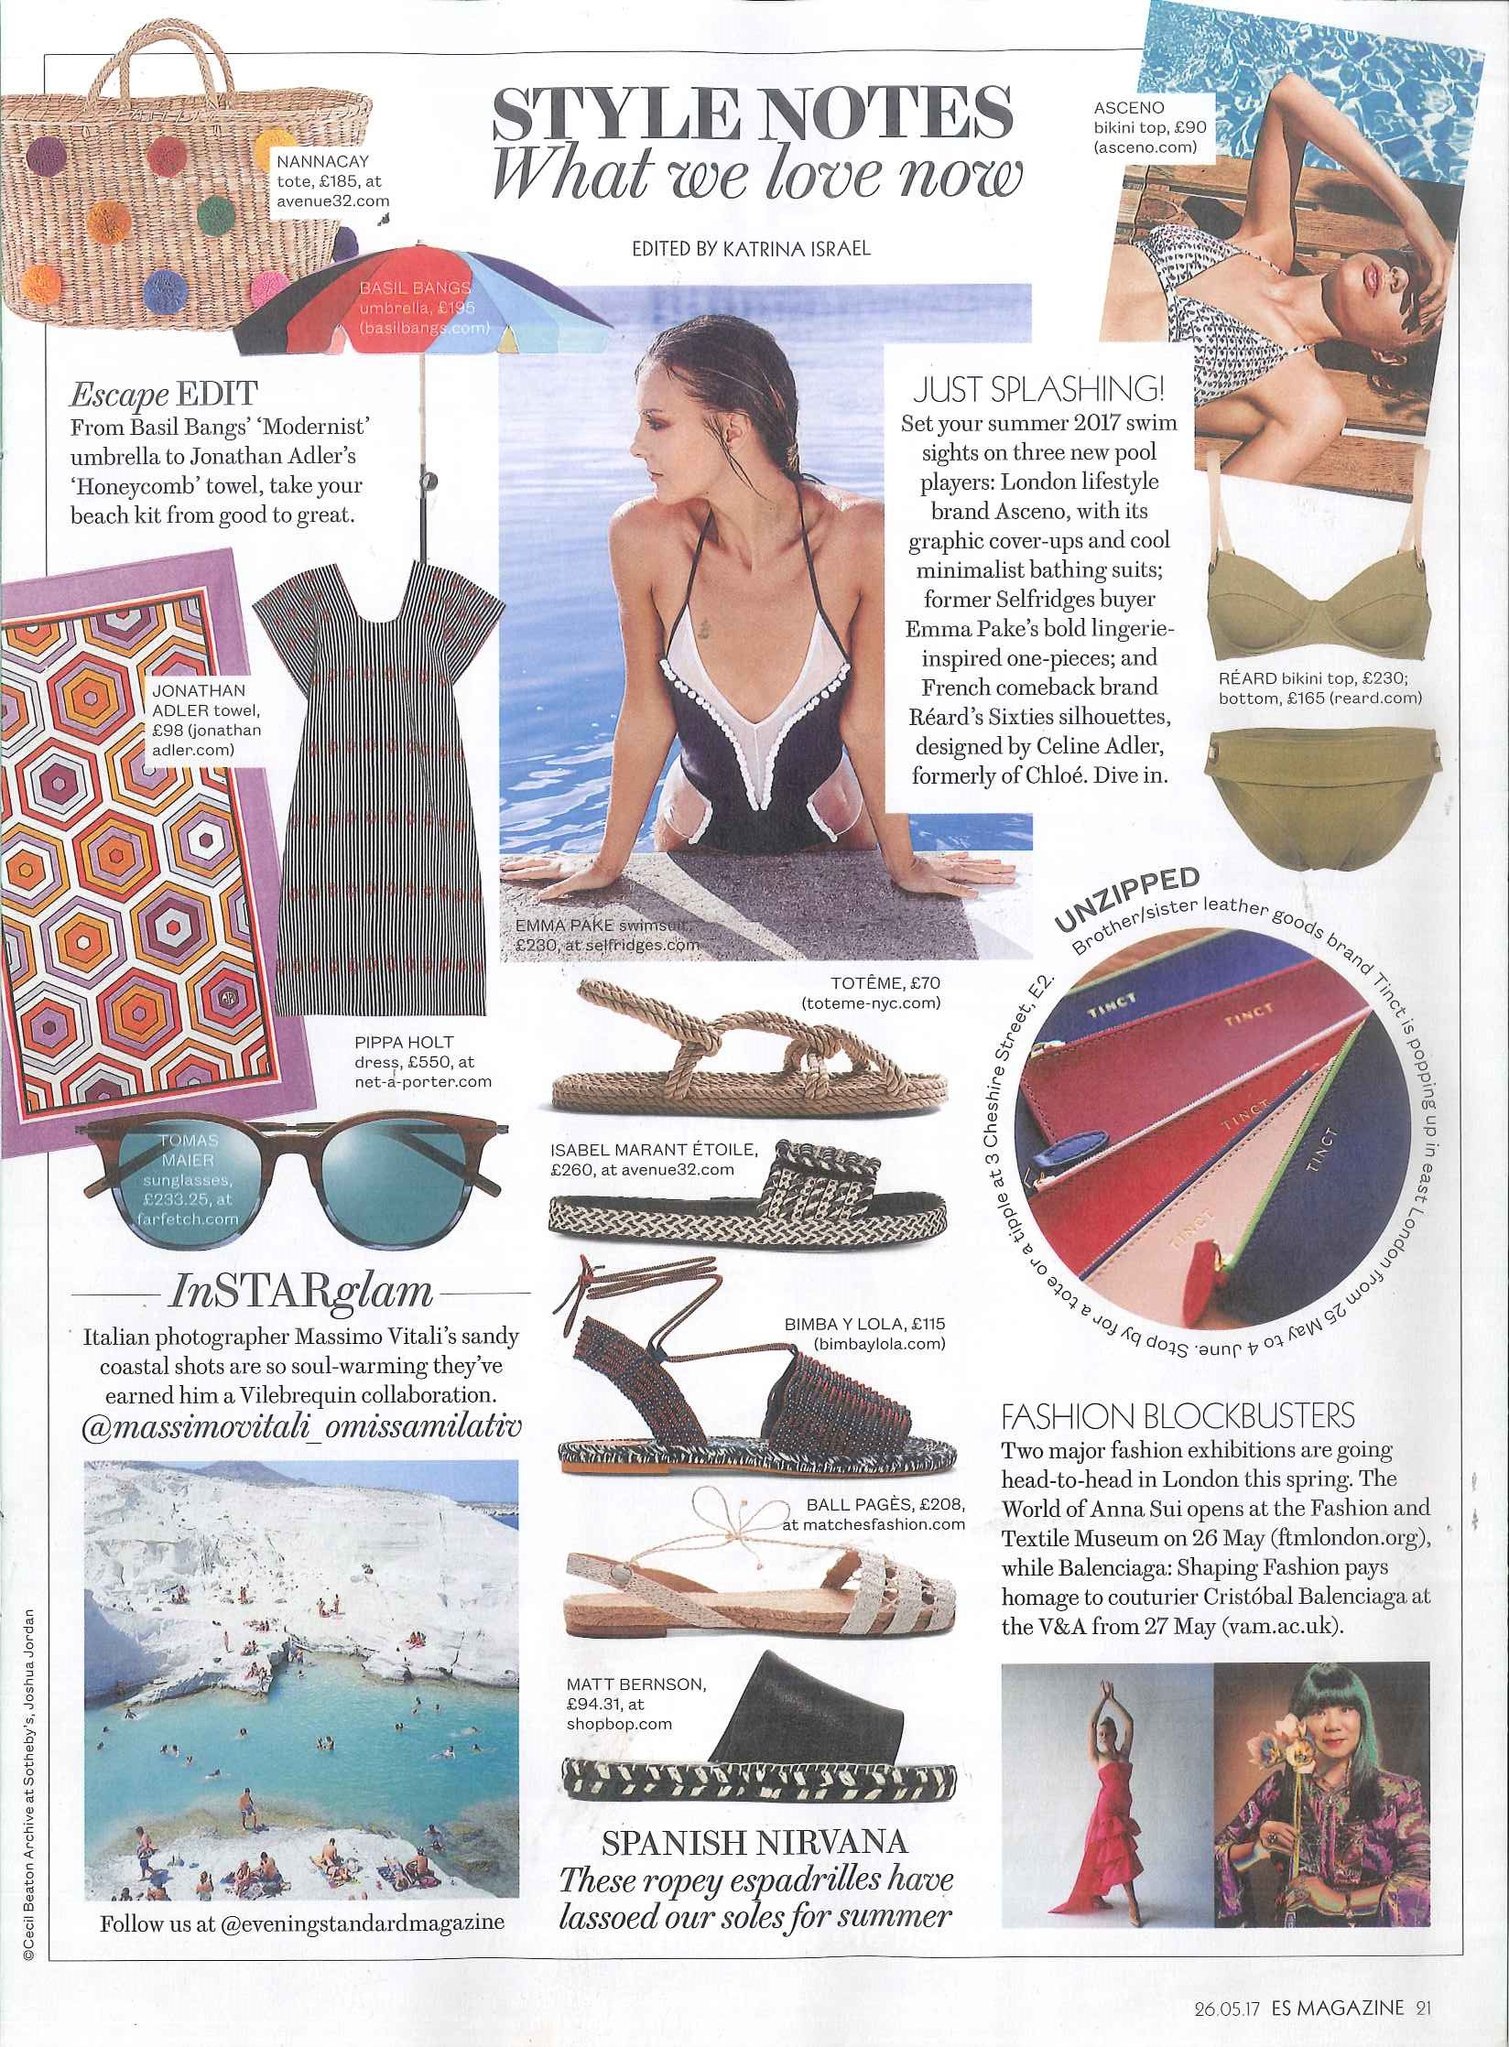 STYLE NOTES
What we love now
EDITED BY KATRINA ISRAEL
NANNACAY
tote, £185, at
avenue32.com
BASIL BANGS
umbrella, £195
(basilbangs.com)
Escape EDIT
From Basil Bangs' 'Modernist'
umbrella to Jonathan Adler's
'Honeycomb' towel, take your
beach kit from good to great.
JONATHAN
ADLER towel,
£98 (jonathan
adler.com)
PIPPA HOLT
dress, £550, at
net-a-porter.com
TOMAS
MAIER
sunglasses,
£233.25, at
farfetch.com
InSTARglam
Italian photographer Massimo Vitali's sandy
coastal shots are so soul-warming they've
earned him a Vilebrequin collaboration.
@massimovitali_omissamilativ
Follow us at @eveningstandardmagazine
©Cecil Beaton Archive at Sotheby's, Joshua Jordan
EMMA PAKE swimsuit,
£230, at selfridges.com
ASCENO
bikini top, £90
(asceno.com)
JUST SPLASHING!
Set your summer 2017 swim
sights on three new pool
players: London lifestyle
brand Asceno, with its
graphic cover-ups and cool
minimalist bathing suits;
former Selfridges buyer
Emma Pake's bold lingerie-
inspired one-pieces; and
French comeback brand
Réard's Sixties silhouettes,
designed by Celine Adler,
formerly of Chloé. Dive in.
RÉARD bikini top, £230;
bottom, £165 (reard.com)
TOTÊME, £70
(toteme-nyc.com)
ISABEL MARANT ÉTOILE,
£260, at avenue32.com
BIMBA Y LOLA, £115
(bimbaylola.com)
BALL PAGÈS, £208,
at matchesfashion.com
MATT BERNSON,
£94.31, at
shopbop.com
SPANISH NIRVANA
These ropey espadrilles have
lassoed our soles for summer
UNZIPPED
Brother/sister leather goods brand Tinct is popping up in east London from 25 May to 4 June. Stop by for a tote or a tipple at 3 Cheshire Street, E2.
TINCT
TINCT
TINCT
TINCT
TINCT
FASHION BLOCKBUSTERS
Two major fashion exhibitions are going
head-to-head in London this spring. The
World of Anna Sui opens at the Fashion and
Textile Museum on 26 May (ftmlondon.org),
while Balenciaga: Shaping Fashion pays
homage to couturier Cristóbal Balenciaga at
the V&A from 27 May (vam.ac.uk).
26.05.17 ES MAGAZINE 21